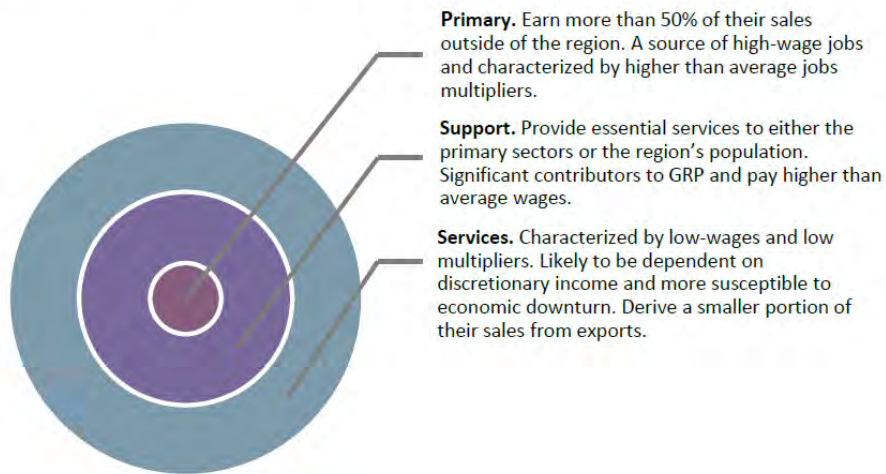 Primary. Earn more than 50% of their sales
outside of the region. A source of high-wage jobs
and characterized by higher than average jobs
multipliers.
Support. Provide essential services to either the
primary sectors or the region's population.
Significant contributors to GRP and pay higher than
average wages.
Services. Characterized by low-wages and low
multipliers. Likely to be dependent on
discretionary income and more susceptible to
economic downturn. Derive a smaller portion of
their sales from exports.